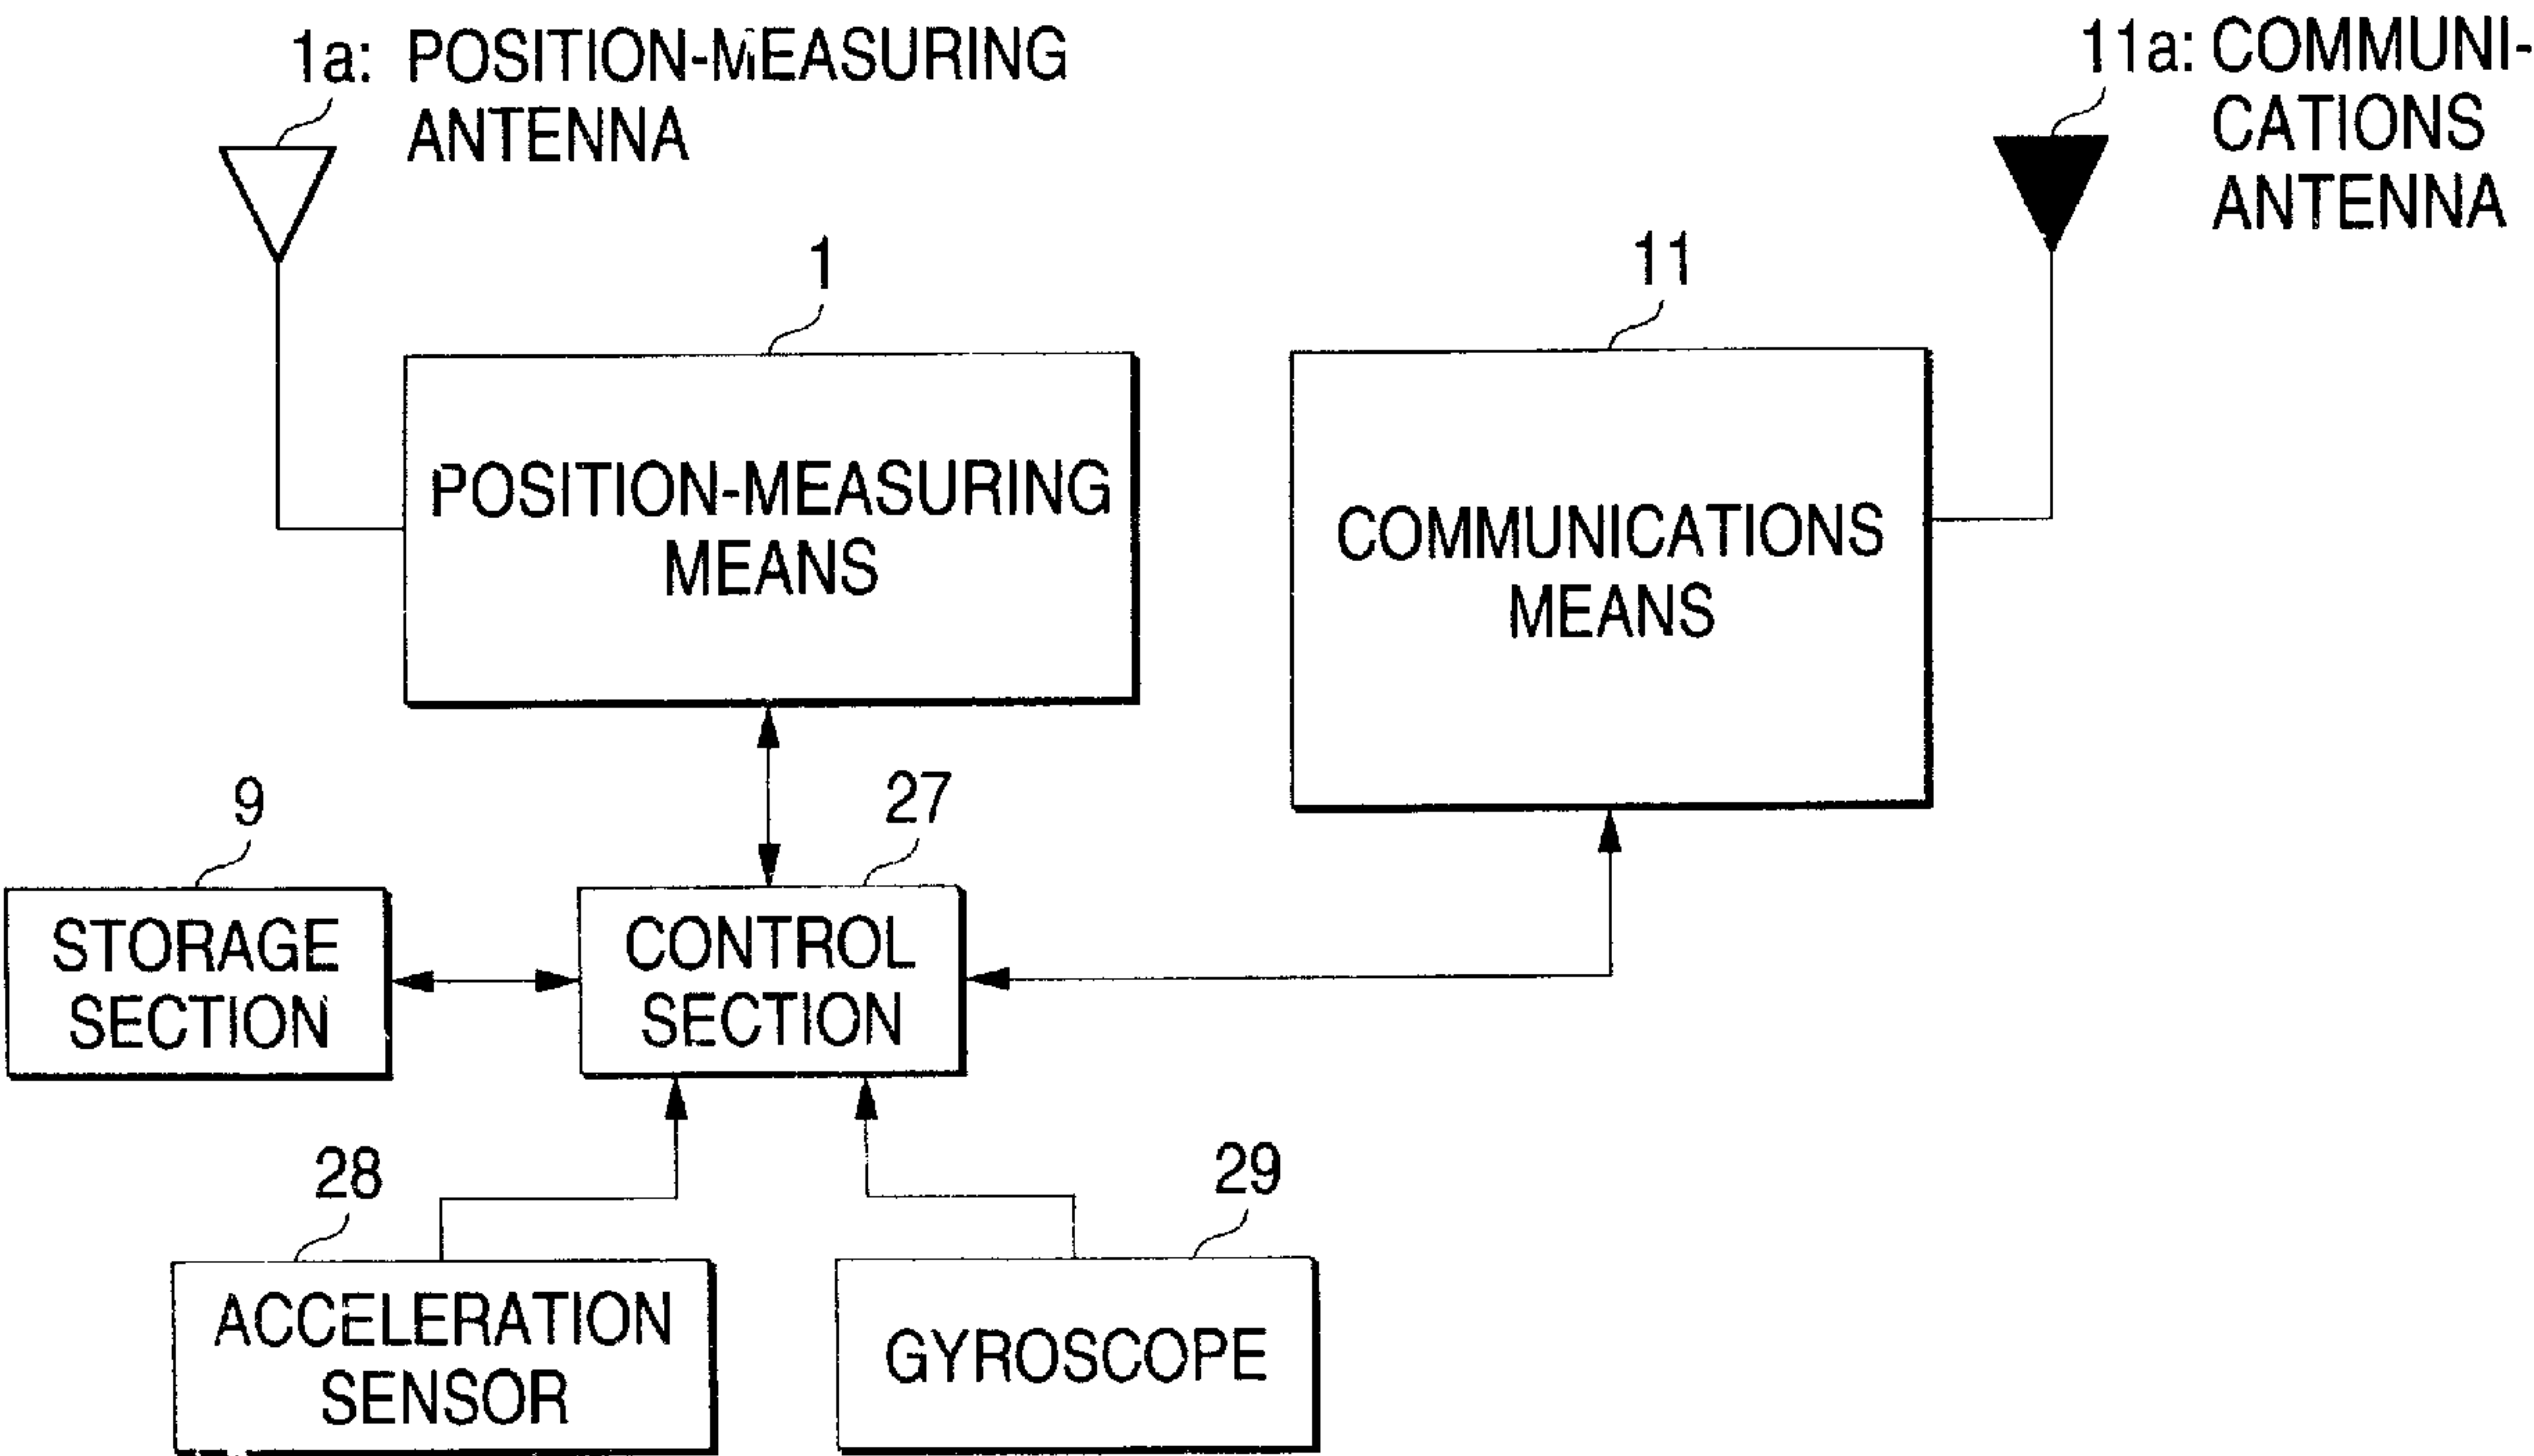 1a: POSITION-MEASURING
ANTENNA
11a: COMMUNI-
CATIONS
ANTENNA
1
11
POSITION-MEASURING
MEANS
COMMUNICATIONS
MEANS
9
27
STORAGE
SECTION
CONTROL
SECTION
28
29
ACCELERATION
SENSOR
GYROSCOPE